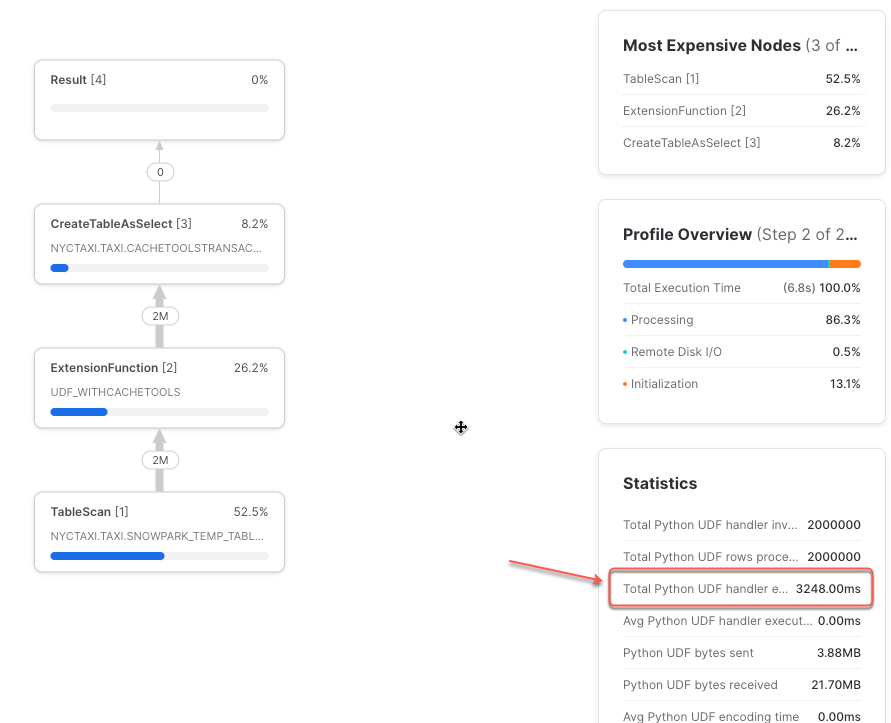 Result [4] 0%
0
CreateTableAsSelect [3] 8.2%
NYCTAXI.TAXI.CACHETOOLSTRANSAC...
2M
ExtensionFunction [2] 26.2%
UDF_WITHCACHETOOLS
2M
TableScan [1] 52.5%
NYCTAXI.TAXI.SNOWPARK_TEMP_TABL...
Most Expensive Nodes (3 of ...
TableScan [1] 52.5%
ExtensionFunction [2] 26.2%
CreateTableAsSelect [3] 8.2%
Profile Overview (Step 2 of 2...
Total Execution Time (6.8s) 100.0%
Processing 86.3%
Remote Disk I/O 0.5%
Initialization 13.1%
Statistics
Total Python UDF handler inv... 2000000
Total Python UDF rows proce... 2000000
Total Python UDF handler e... 3248.00ms
Avg Python UDF handler execut... 0.00ms
Python UDF bytes sent 3.88MB
Python UDF bytes received 21.70MB
Avg Python UDF encoding time 0.00ms